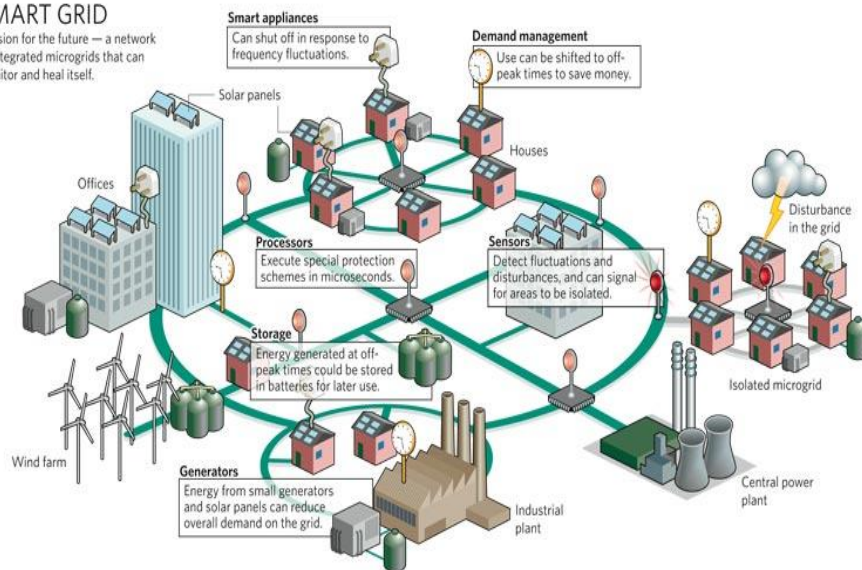 MART GRID
sion for the future — a network
tegrated microgrids that can
itor and heal itself.
Smart appliances
Can shut off in response to
frequency fluctuations.
Demand management
Use can be shifted to off-
peak times to save money.
Solar panels
Houses
Offices
Disturbance
in the grid
Processors
Execute special protection
schemes in microseconds.
Sensors
Detect fluctuations and
disturbances, and can signal
for areas to be isolated.
Storage
Energy generated at off-
peak times could be stored
in batteries for later use.
Isolated microgrid
Wind farm
Generators
Energy from small generators
and solar panels can reduce
overall demand on the grid.
Industrial
plant
Central power
plant